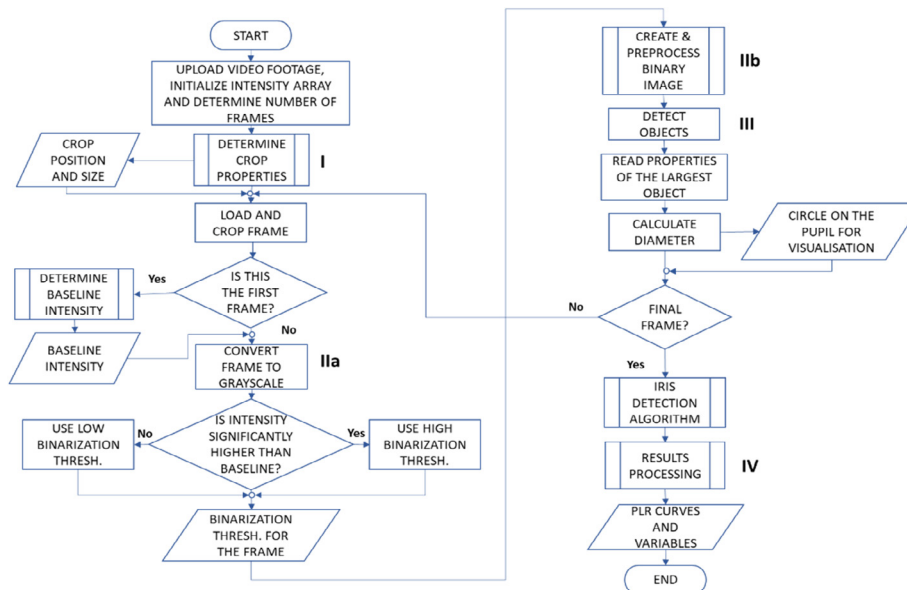 START
UPLOAD VIDEO FOOTAGE,
INITIALIZE INTENSITY ARRAY
AND DETERMINE NUMBER OF
FRAMES
CROP
POSITION
AND SIZE
DETERMINE
CROP
PROPERTIES
I
LOAD AND
CROP FRAME
IS THIS
THE FIRST
FRAME?
Yes
No
DETERMINE
BASELINE
INTENSITY
BASELINE
INTENSITY
CONVERT
FRAME TO
GRAYSCALE
IIa
IS INTENSITY
SIGNIFICANTLY
HIGHER THAN
BASELINE?
No
Yes
USE LOW
BINARIZATION
THRESH.
USE HIGH
BINARIZATION
THRESH.
BINARIZATION
THRESH. FOR
THE FRAME
CREATE &
PREPROCESS
BINARY
IMAGE
IIb
DETECT
OBJECTS
III
READ PROPERTIES
OF THE LARGEST
OBJECT
CALCULATE
DIAMETER
CIRCLE ON THE
PUPIL FOR
VISUALISATION
FINAL
FRAME?
No
Yes
IRIS
DETECTION
ALGORITHM
RESULTS
PROCESSING
IV
PLR CURVES
AND
VARIABLES
END